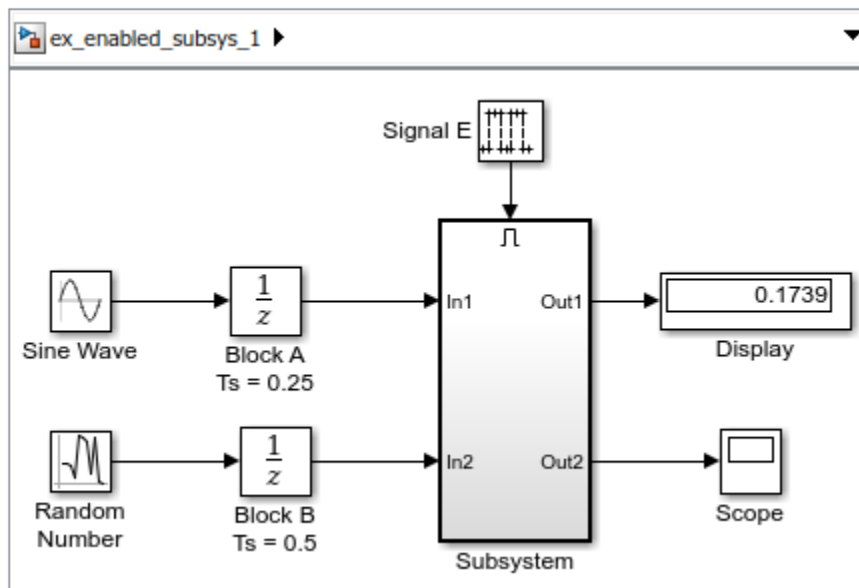 ex_enabled_subsys_1
Signal E
In1
Out1
0.1739
Display
Sine Wave
1
z
Block A
Ts = 0.25
In2
Out2
Random
Number
1
z
Block B
Ts = 0.5
Scope
Subsystem